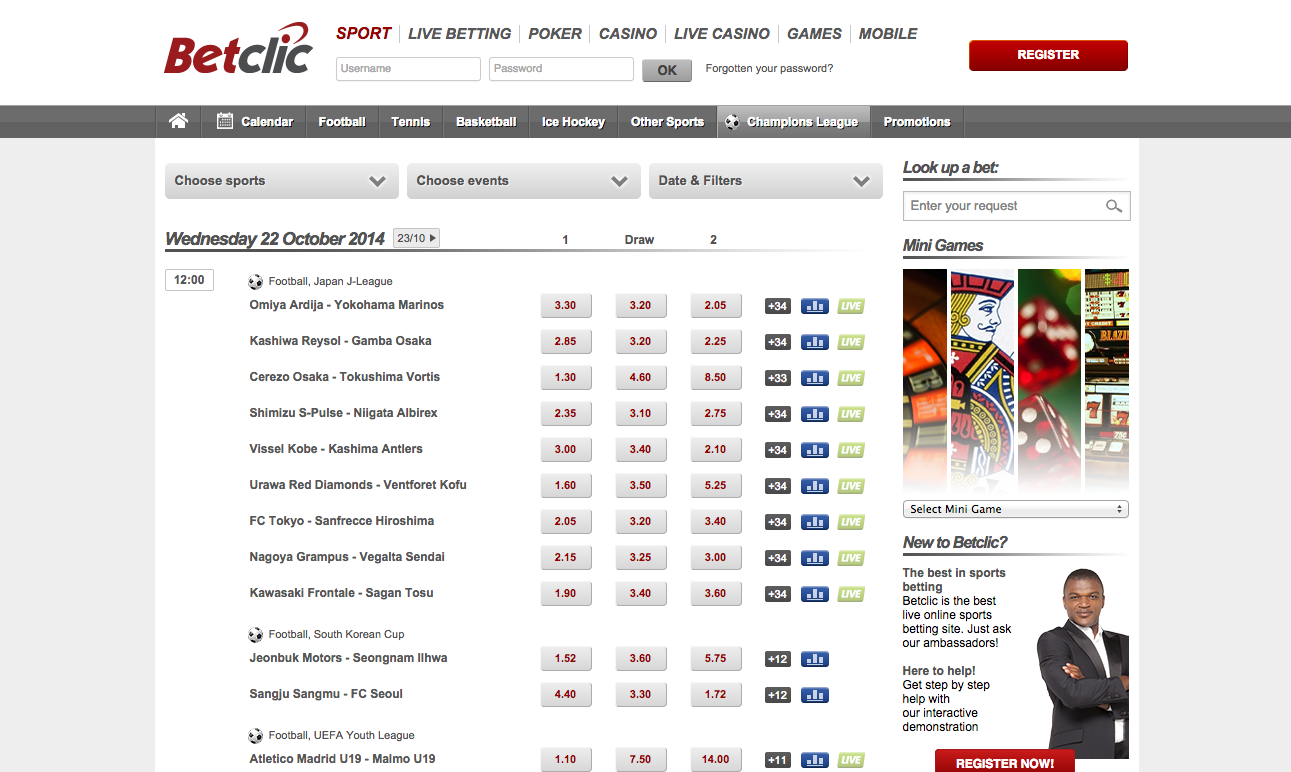 Betclic
SPORT LIVE BETTING POKER CASINO LIVE CASINO GAMES MOBILE
Username Password OK Forgotten your password?
REGISTER
Calendar Football Tennis Basketball Ice Hockey Other Sports Champions League Promotions
Choose sports Choose events Date & Filters
Wednesday 22 October 2014 23/10 1 Draw 2
12:00 Football, Japan J-League
Omiya Ardija - Yokohama Marinos 3.30 3.20 2.05 +34 LIVE
Kashiwa Reysol - Gamba Osaka 2.85 3.20 2.25 +34 LIVE
Cerezo Osaka - Tokushima Vortis 1.30 4.60 8.50 +33 LIVE
Shimizu S-Pulse - Niigata Albirex 2.35 3.10 2.75 +34 LIVE
Vissel Kobe - Kashima Antlers 3.00 3.40 2.10 +34 LIVE
Urawa Red Diamonds - Ventforet Kofu 1.60 3.50 5.25 +34 LIVE
FC Tokyo - Sanfrecce Hiroshima 2.05 3.20 3.40 +34 LIVE
Nagoya Grampus - Vegalta Sendai 2.15 3.25 3.00 +34 LIVE
Kawasaki Frontale - Sagan Tosu 1.90 3.40 3.60 +34 LIVE
Football, South Korean Cup
Jeonbuk Motors - Seongnam Ilhwa 1.52 3.60 5.75 +12
Sangju Sangmu - FC Seoul 4.40 3.30 1.72 +12
Football, UEFA Youth League
Atletico Madrid U19 - Malmo U19 1.10 7.50 14.00 +11 LIVE
Look up a bet:
Enter your request
Mini Games
Select Mini Game
New to Betclic?
The best in sports
betting
Betclic is the best
live online sports
betting site. Just ask
our ambassadors!
Here to help!
Get step by step
help with
our interactive
demonstration
REGISTER NOW!